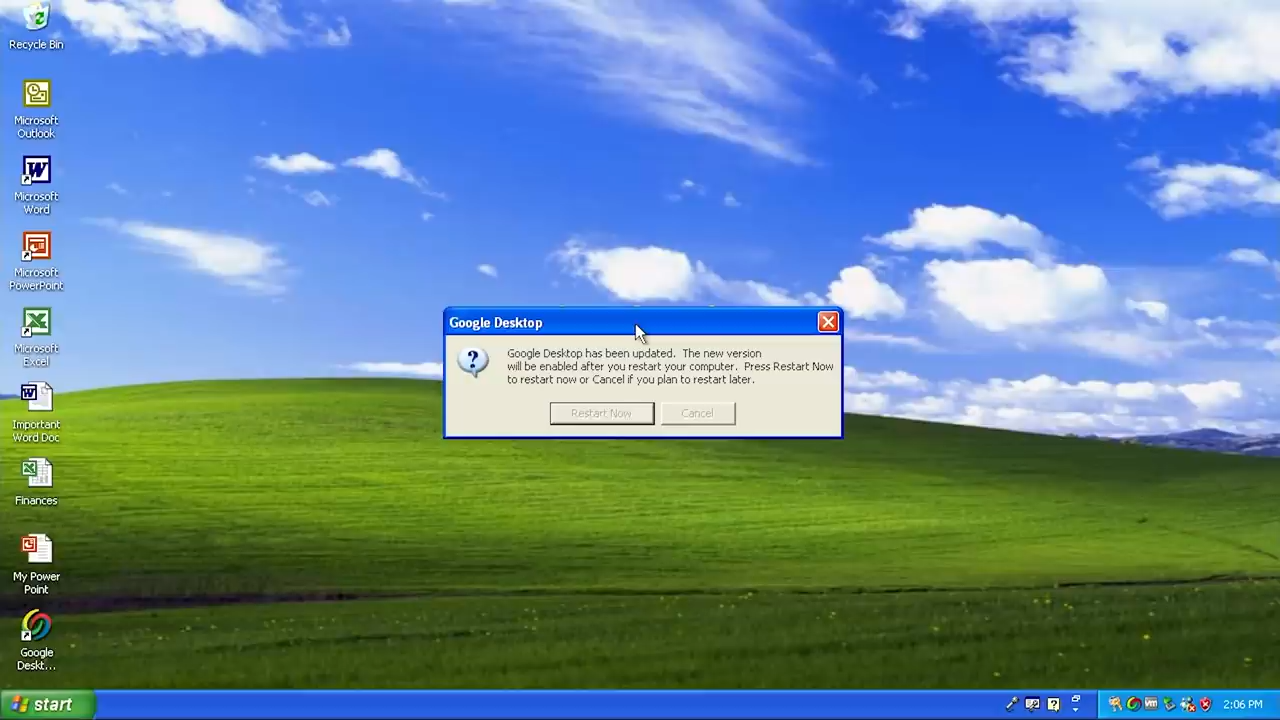 Recycle Bin
Microsoft
Outlook
Microsoft
Word
Microsoft
PowerPoint
Microsoft
Excel
Important
Word Doc
Finances
My Power
Point
Google
Deskt...
Google Desktop
Google Desktop has been updated. The new version
will be enabled after you restart your computer. Press Restart Now
to restart now or Cancel if you plan to restart later.
Restart Now
Cancel
start
2:06 PM